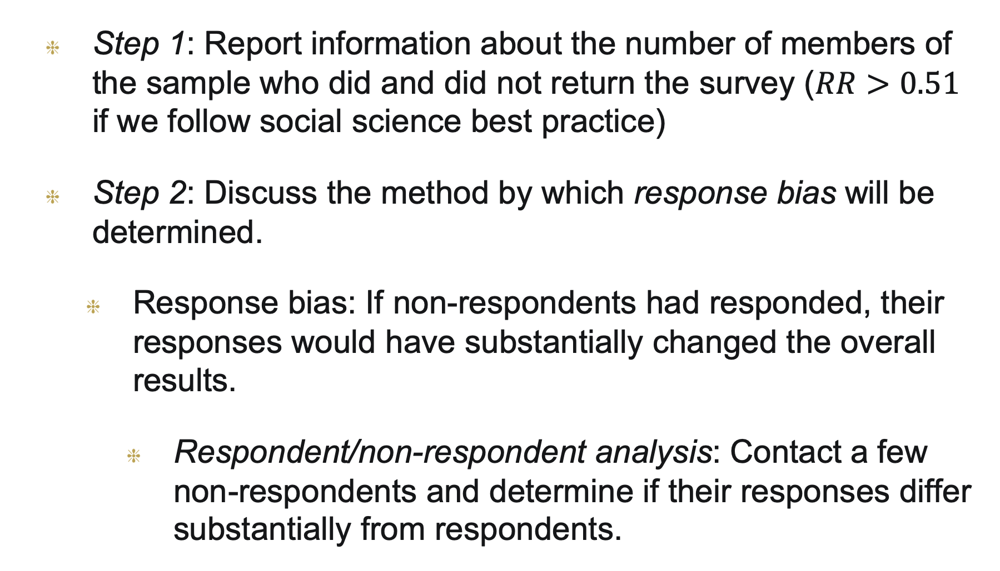 Step 1: Report information about the number of members of
the sample who did and did not return the survey (RR > 0.51
if we follow social science best practice)
Step 2: Discuss the method by which response bias will be
determined.
Response bias: If non-respondents had responded, their
responses would have substantially changed the overall
results.
Respondent/non-respondent analysis: Contact a few
non-respondents and determine if their responses differ
substantially from respondents.